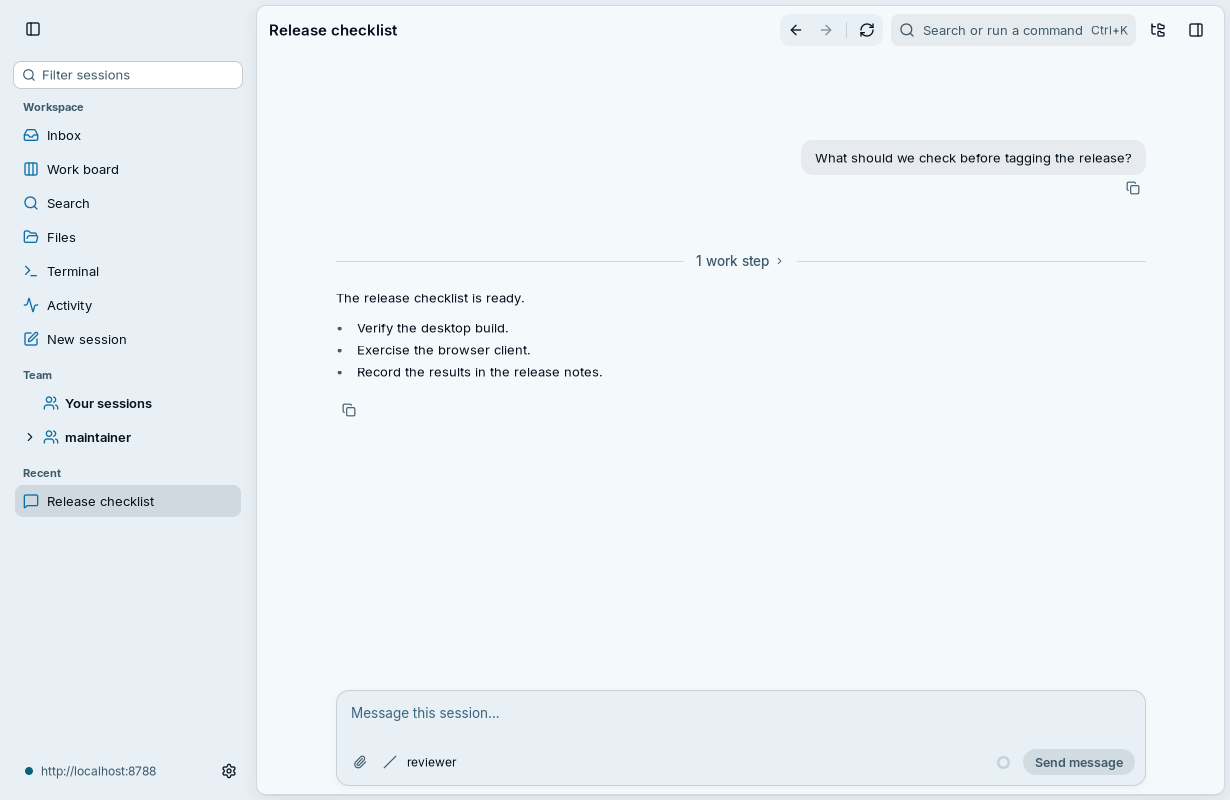 Release checklist
Search or run a command Ctrl+K
Filter sessions
Workspace
Inbox
Work board
Search
Files
Terminal
Activity
New session
Team
Your sessions
maintainer
Recent
Release checklist
http://localhost:8788
What should we check before tagging the release?
1 work step
The release checklist is ready.
• Verify the desktop build.
• Exercise the browser client.
• Record the results in the release notes.
Message this session...
reviewer
Send message